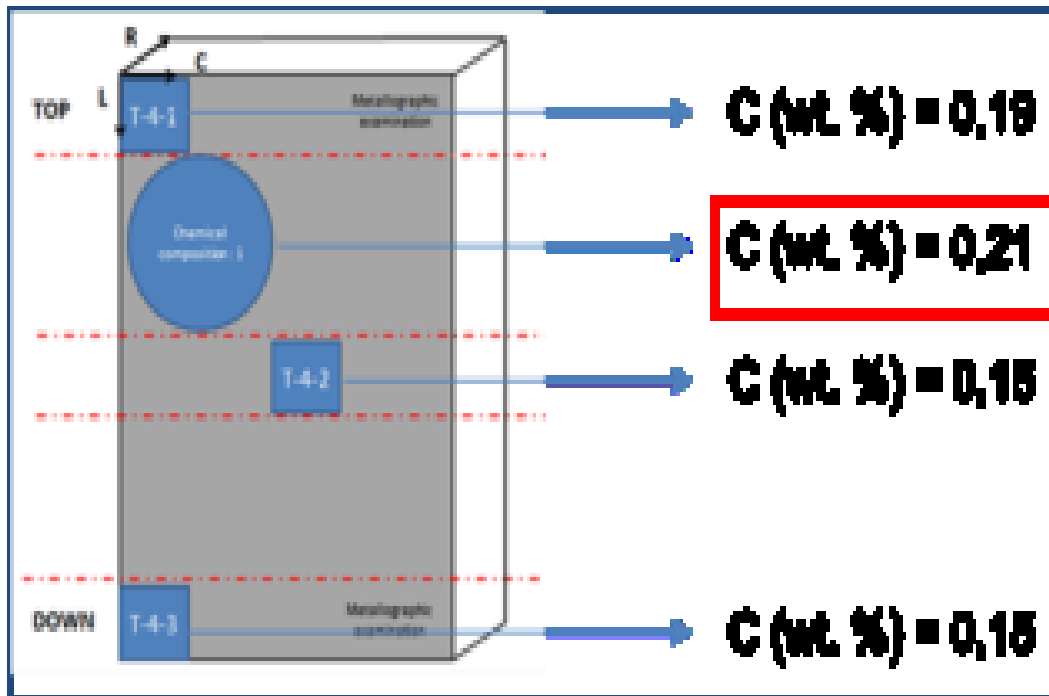 R
C
L
TOP
T-4-1
Metallographic
examination
C (wt. %) = 0.19
Chemical
composition : 1
C (wt. %) = 0.21
T-4-2
C (wt. %) = 0.15
DOWN
T-4-3
Metallographic
examination
C (wt. %) = 0.15